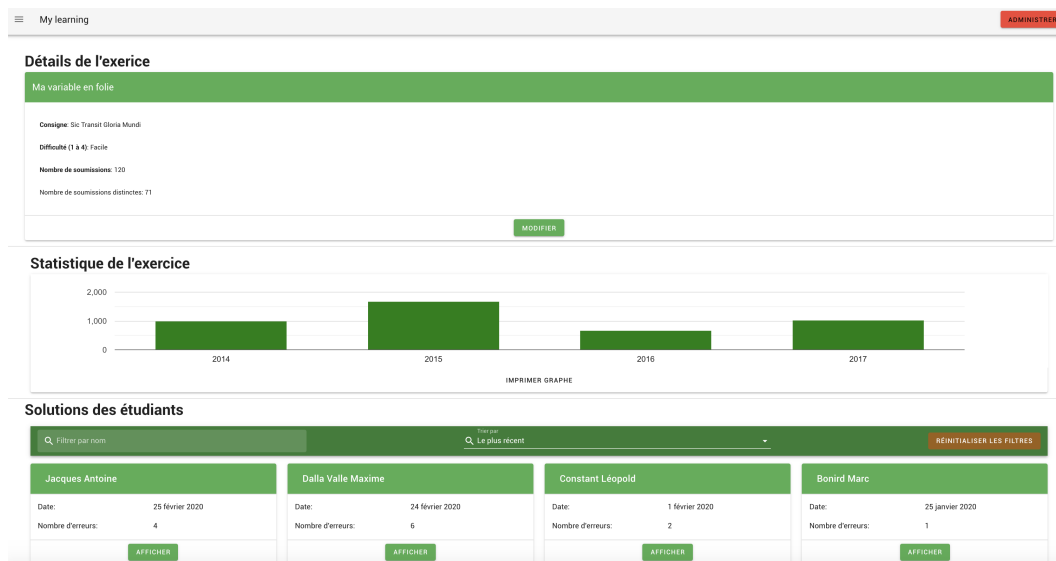 My learning
ADMINISTRER
Détails de l'exerice
Ma variable en folie
Consigne: Sic Transit Gloria Mundi
Difficulté (1 à 4): Facile
Nombre de soumissions: 120
Nombre de soumissions distinctes: 71
MODIFIER
Statistique de l'exercice
2,000
1,000
0
2014 2015 2016 2017
IMPRIMER GRAPHE
Solutions des étudiants
Filtrer par nom
Trier par
Le plus récent
RÉINITIALISER LES FILTRES
Jacques Antoine
Date: 25 février 2020
Nombre d'erreurs: 4
AFFICHER
Dalla Valle Maxime
Date: 24 février 2020
Nombre d'erreurs: 6
AFFICHER
Constant Léopold
Date: 1 février 2020
Nombre d'erreurs: 2
AFFICHER
Bonird Marc
Date: 25 janvier 2020
Nombre d'erreurs: 1
AFFICHER